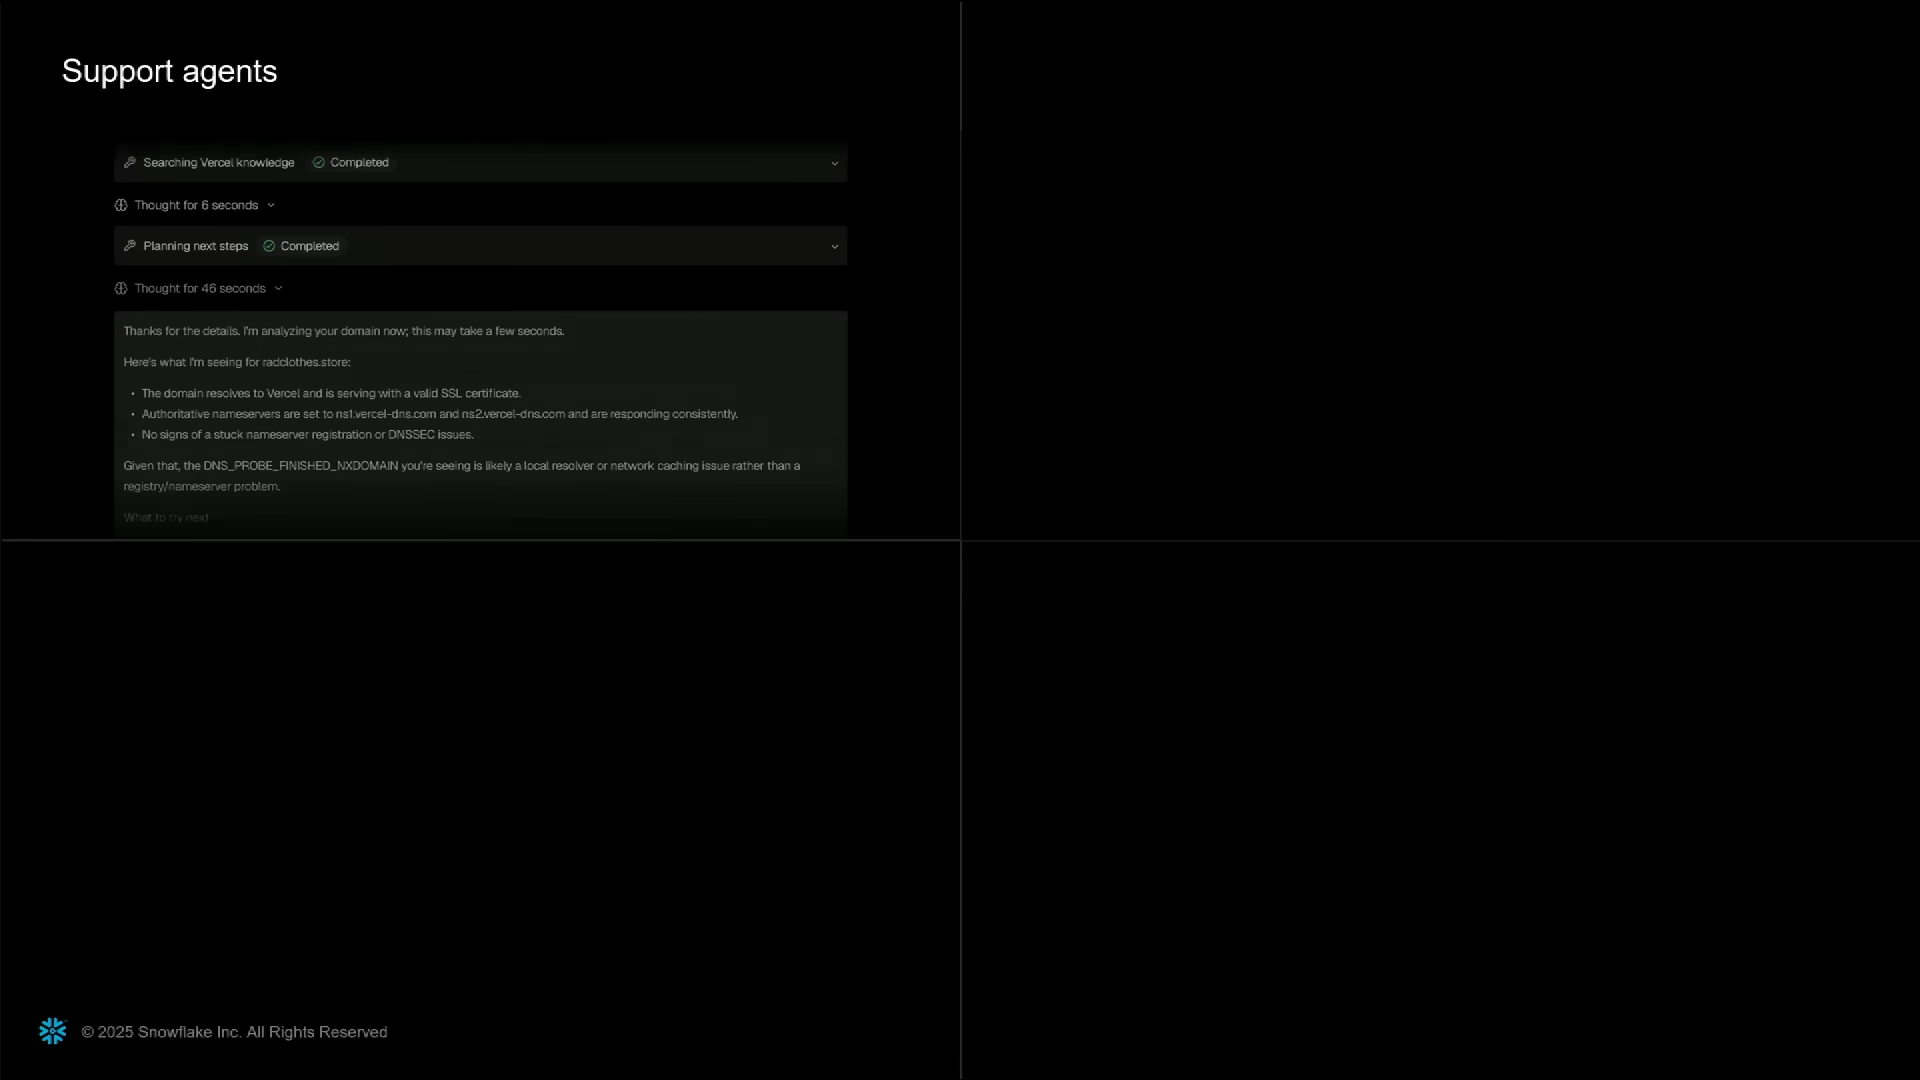 Support agents
Searching Vercel knowledge Completed
Thought for 6 seconds
Planning next steps Completed
Thought for 46 seconds
Thanks for the details. I'm analyzing your domain now; this may take a few seconds.
Here's what I'm seeing for radclothes.store:
• The domain resolves to Vercel and is serving with a valid SSL certificate.
• Authoritative nameservers are set to ns1.vercel-dns.com and ns2.vercel-dns.com and are responding consistently.
• No signs of a stuck nameserver registration or DNSSEC issues.
Given that, the DNS_PROBE_FINISHED_NXDOMAIN you're seeing is likely a local resolver or network caching issue rather than a
registry/nameserver problem.
What to try next
© 2025 Snowflake Inc. All Rights Reserved